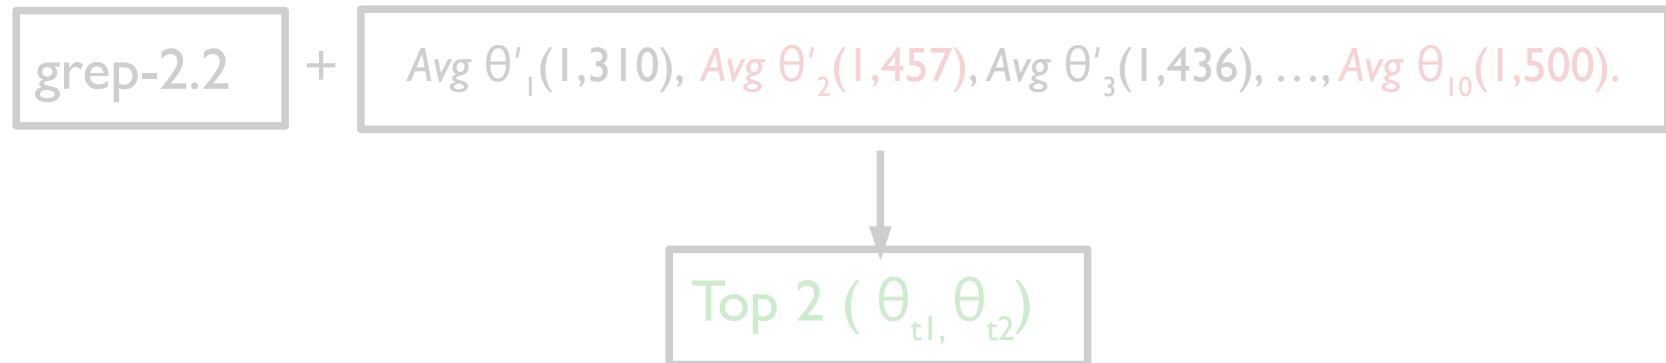 grep-2.2 + Avg θ′₁(1,310), Avg θ′₂(1,457), Avg θ′₃(1,436), …, Avg θ₁₀(1,500).
Top 2 ( θₜ₁, θₜ₂)